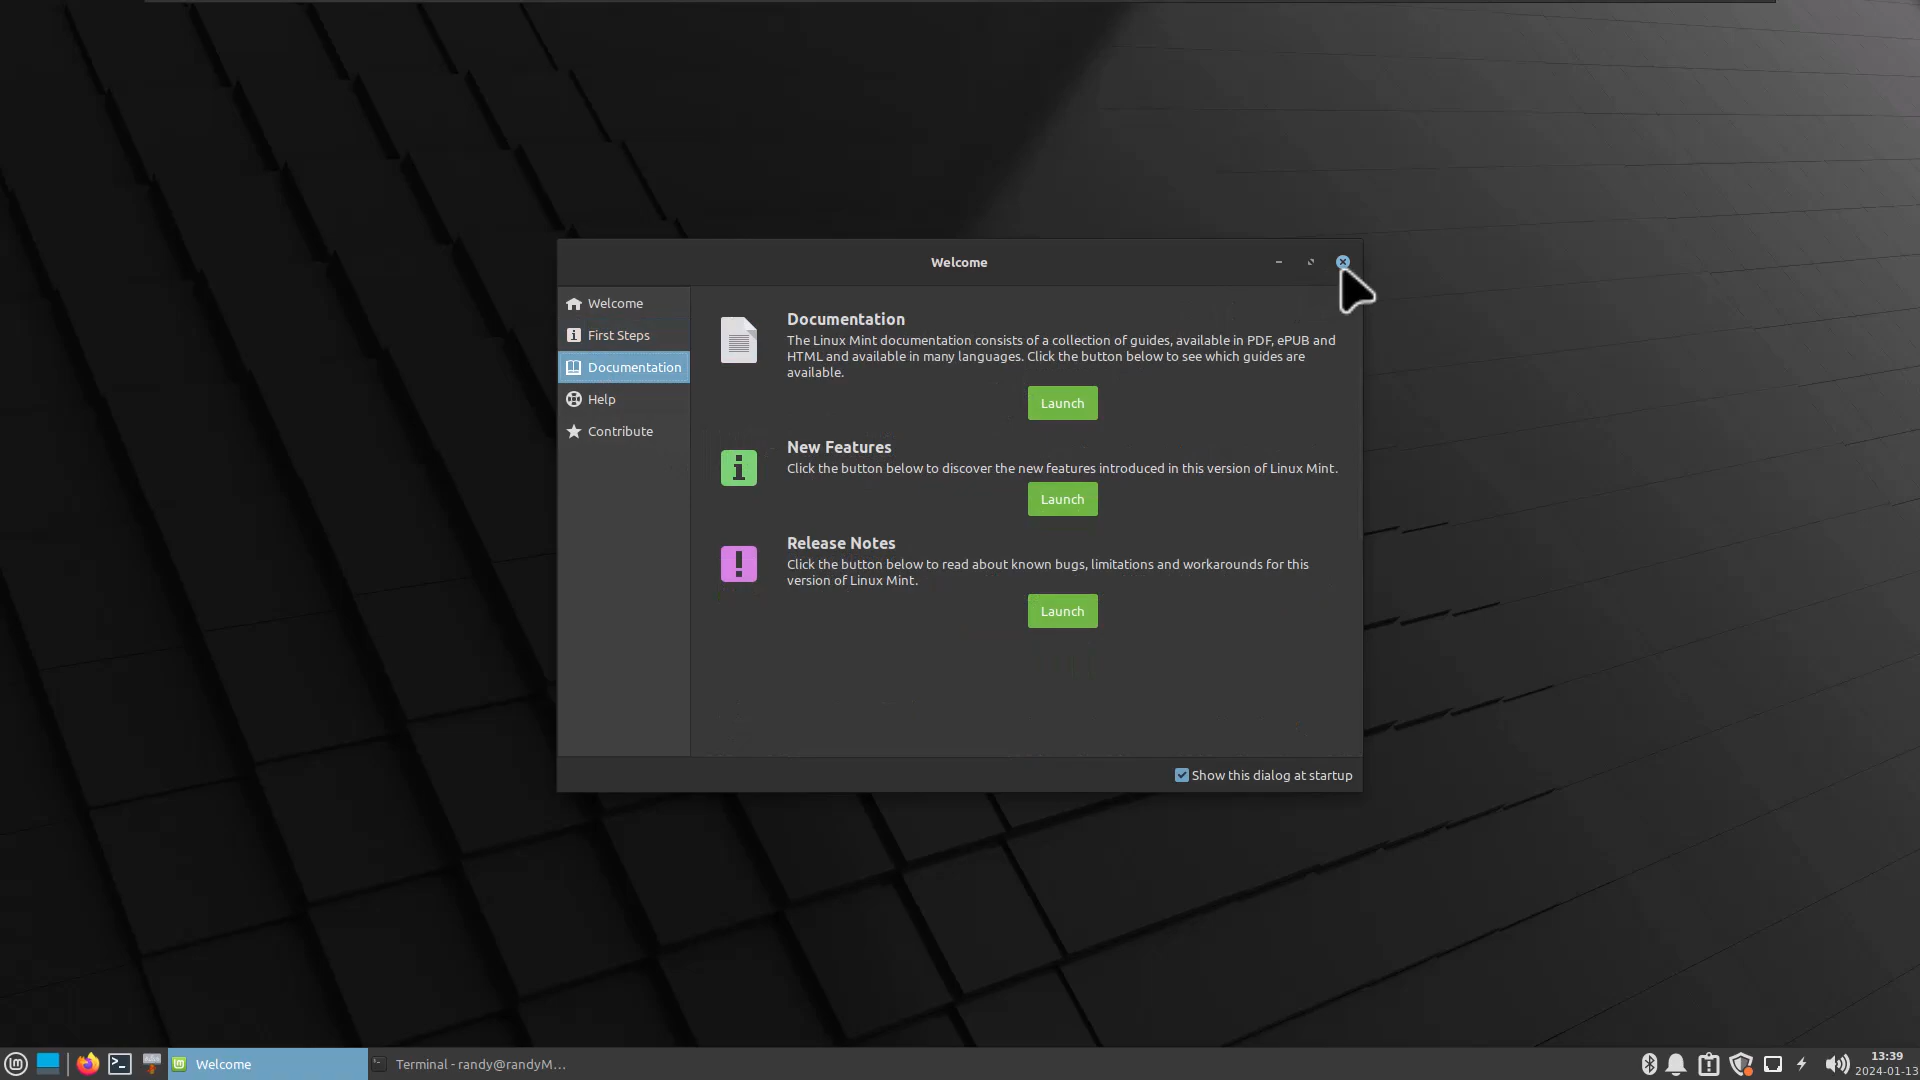 Welcome
Welcome
First Steps
Documentation
Help
Contribute
Documentation
The Linux Mint documentation consists of a collection of guides, available in PDF, ePUB and
HTML and available in many languages. Click the button below to see which guides are
available.
Launch
New Features
Click the button below to discover the new features introduced in this version of Linux Mint.
Launch
Release Notes
Click the button below to read about known bugs, limitations and workarounds for this
version of Linux Mint.
Launch
Show this dialog at startup
Welcome
Terminal - randy@randyM...
13:39
2024-01-13